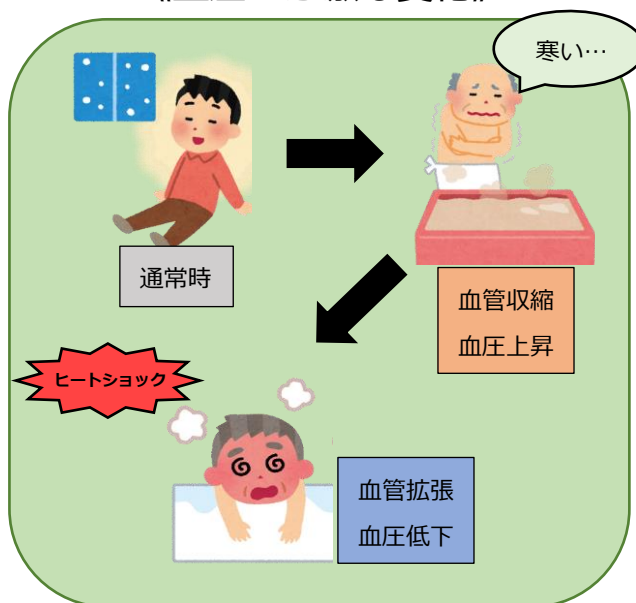 寒い…
通常時
血管収縮
血圧上昇
ヒートショック
血管拡張
血圧低下